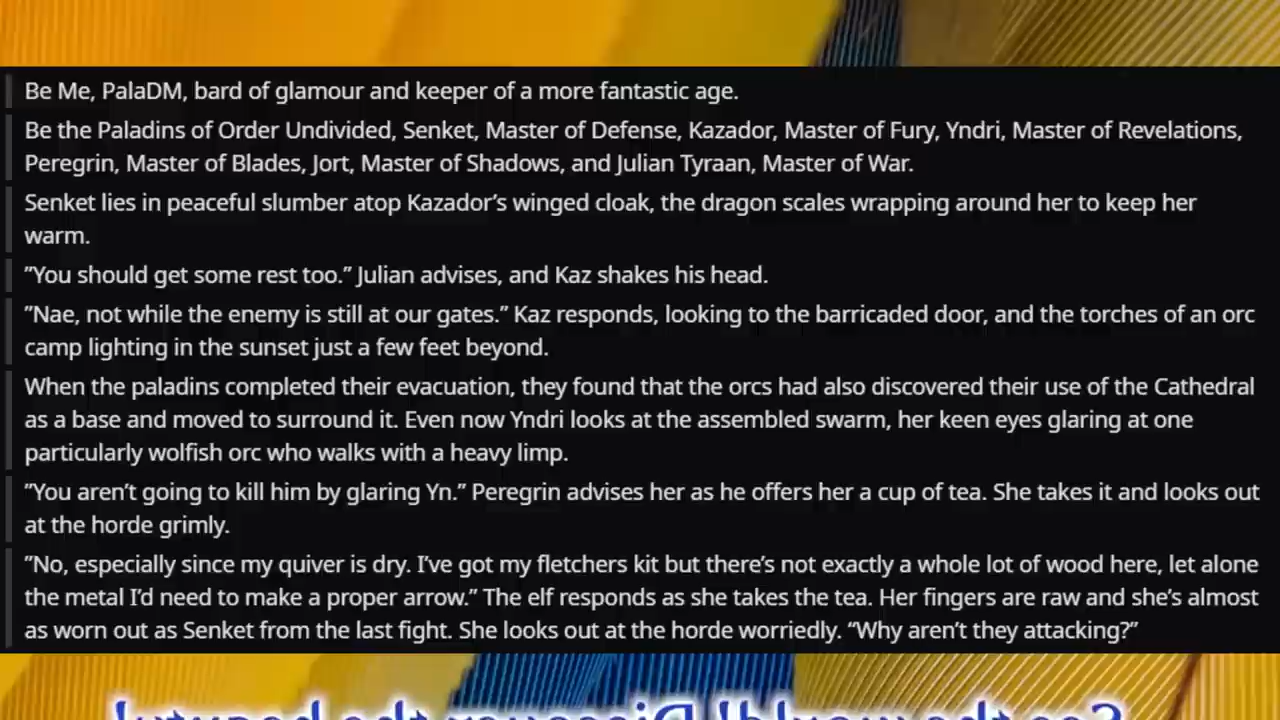 Be Me, PalaDM, bard of glamour and keeper of a more fantastic age.
Be the Paladins of Order Undivided, Senket, Master of Defense, Kazador, Master of Fury, Yndri, Master of Revelations,
Peregrin, Master of Blades, Jort, Master of Shadows, and Julian Tyraan, Master of War.
Senket lies in peaceful slumber atop Kazador’s winged cloak, the dragon scales wrapping around her to keep her
warm.
”You should get some rest too.” Julian advises, and Kaz shakes his head.
”Nae, not while the enemy is still at our gates.” Kaz responds, looking to the barricaded door, and the torches of an orc
camp lighting in the sunset just a few feet beyond.
When the paladins completed their evacuation, they found that the orcs had also discovered their use of the Cathedral
as a base and moved to surround it. Even now Yndri looks at the assembled swarm, her keen eyes glaring at one
particularly wolfish orc who walks with a heavy limp.
”You aren’t going to kill him by glaring Yn.” Peregrin advises her as he offers her a cup of tea. She takes it and looks out
at the horde grimly.
”No, especially since my quiver is dry. I’ve got my fletchers kit but there’s not exactly a whole lot of wood here, let alone
the metal I’d need to make a proper arrow.” The elf responds as she takes the tea. Her fingers are raw and she’s almost
as worn out as Senket from the last fight. She looks out at the horde worriedly. “Why aren’t they attacking?”